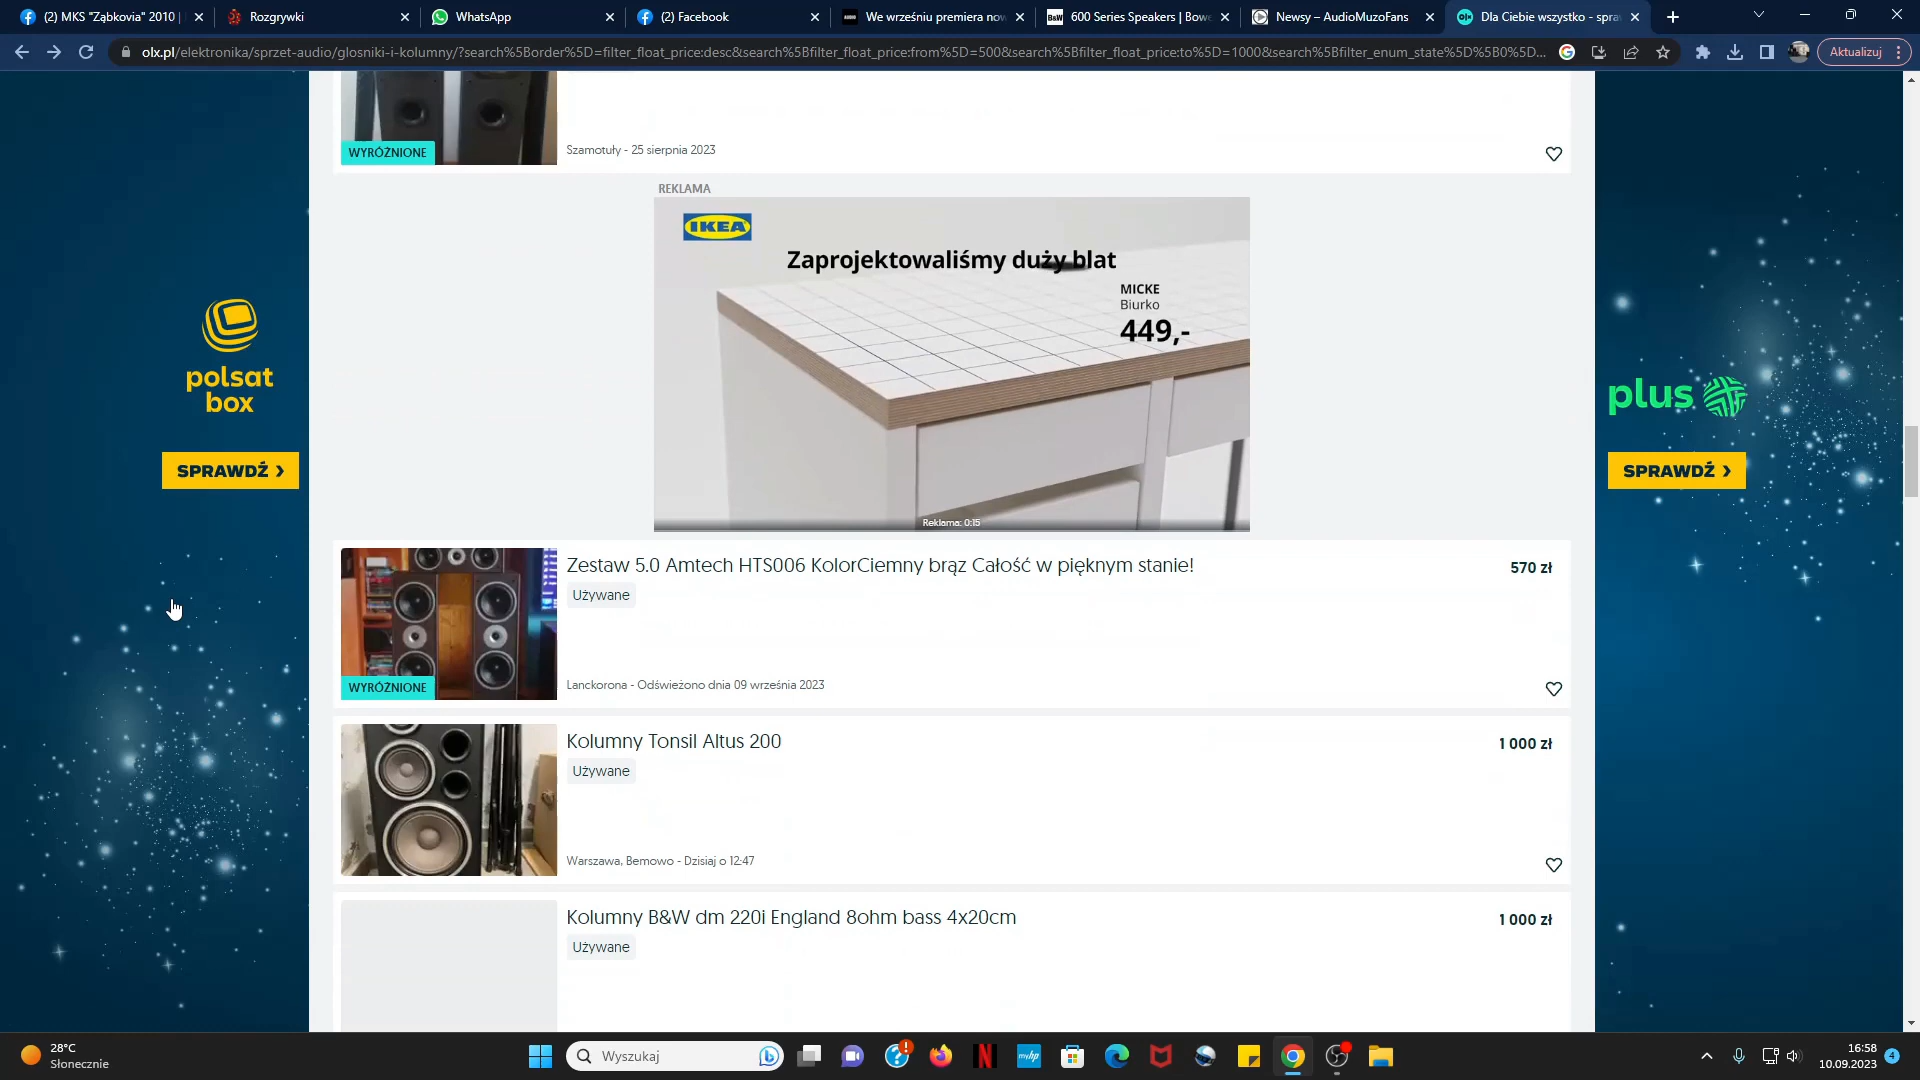 (2) MKS "Ząbkovia" 2010 |
Rozgrywki
WhatsApp
(2) Facebook
We wrześniu premiera now
600 Series Speakers | Bowe
Newsy – AudioMuzoFans
Dla Ciebie wszystko - spra
olx.pl/elektronika/sprzet-audio/glosniki-i-kolumny/?search%5Border%5D=filter_float_price:desc&search%5Bfilter_float_price:from%5D=500&search%5Bfilter_float_price:to%5D=1000&search%5Bfilter_enum_state%5D%5B0%5D...
Aktualizuj
WYRÓŻNIONE
Szamotuły - 25 sierpnia 2023
REKLAMA
IKEA
Zaprojektowaliśmy duży blat
MICKE
Biurko
449,-
Reklama: 0:15
polsat
box
SPRAWDŹ >
plus
SPRAWDŹ >
Zestaw 5.0 Amtech HTS006 KolorCiemny brąz Całość w pięknym stanie!
570 zł
Używane
WYRÓŻNIONE
Lanckorona - Odświeżono dnia 09 września 2023
Kolumny Tonsil Altus 200
1 000 zł
Używane
Warszawa, Bemowo - Dzisiaj o 12:47
Kolumny B&W dm 220i England 8ohm bass 4x20cm
1 000 zł
Używane
28°C
Słonecznie
Wyszukaj
16:58
10.09.2023
4